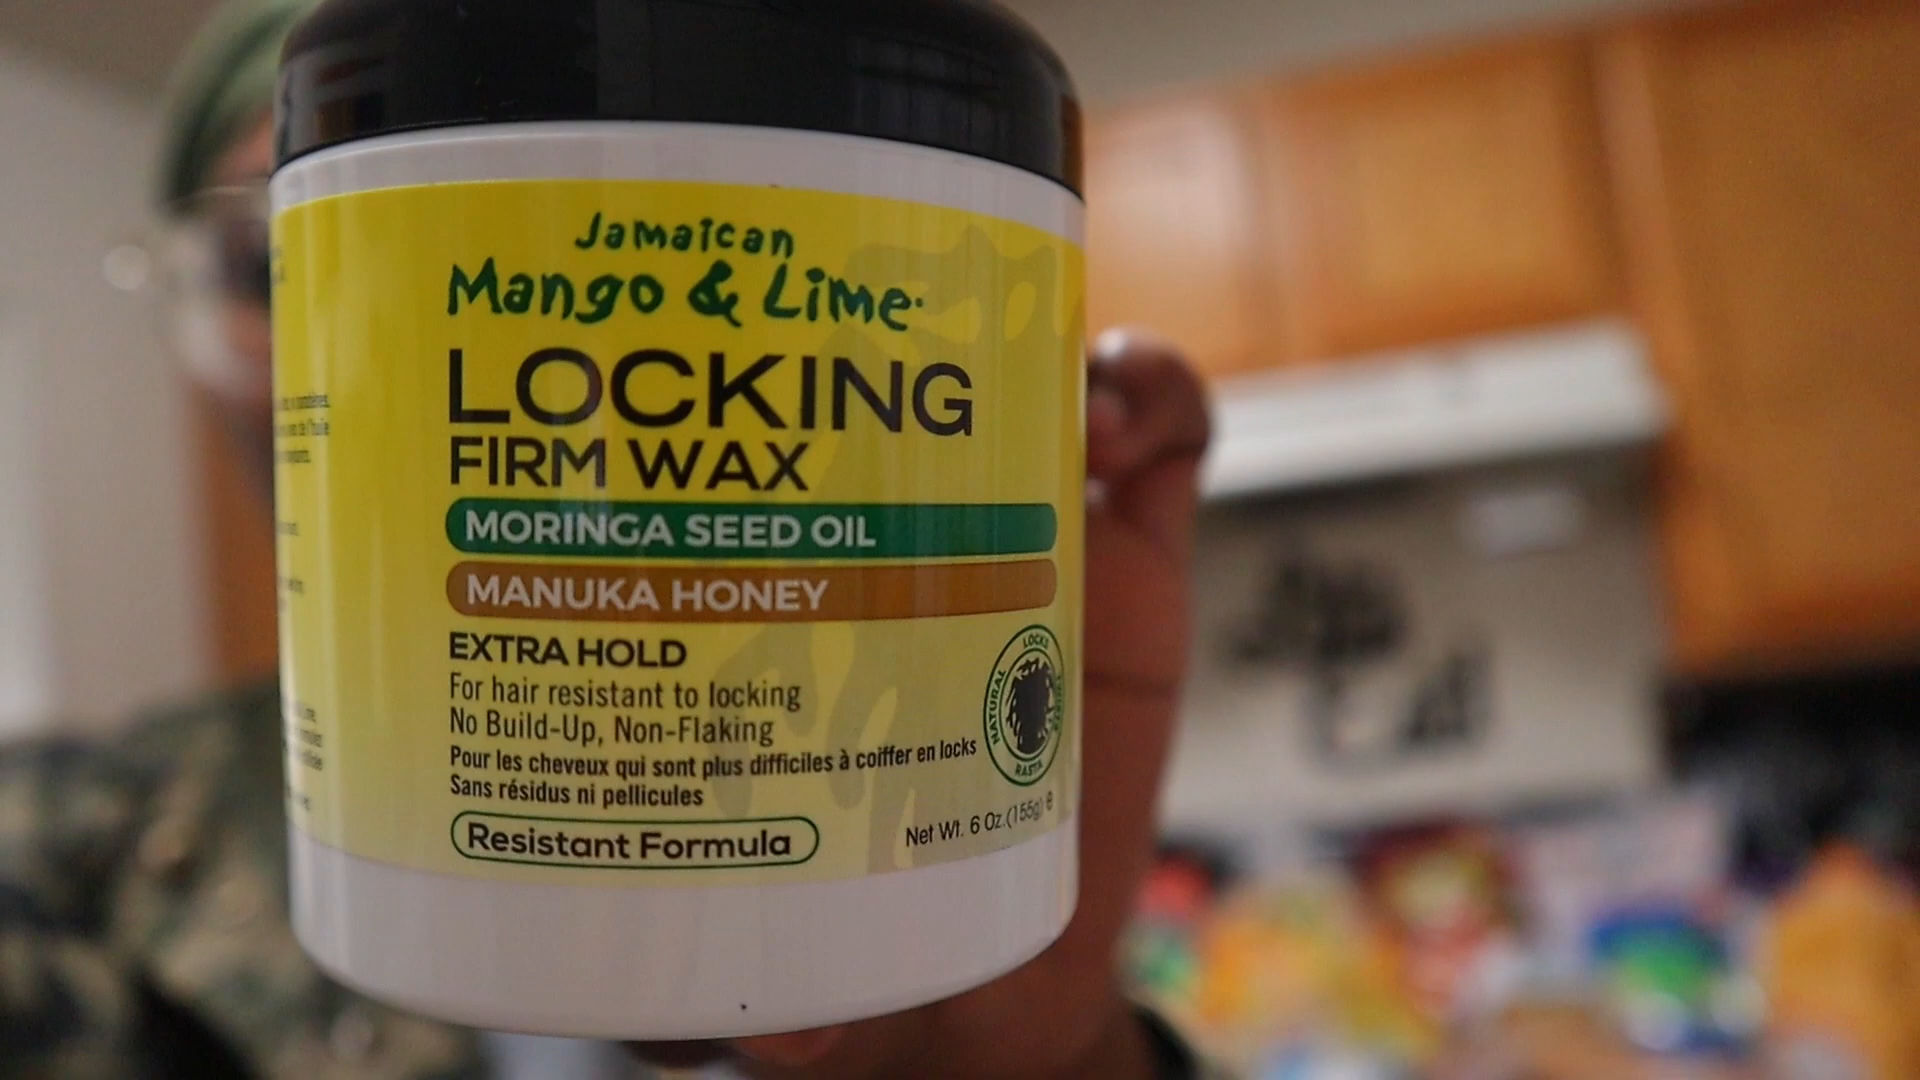 Jamaican
Mango & Lime
LOCKING
FIRM WAX
MORINGA SEED OIL
MANUKA HONEY
EXTRA HOLD
For hair resistant to locking
No Build-Up, Non-Flaking
Pour les cheveux qui sont plus difficiles à coiffer en locks
Sans résidus ni pellicules
Resistant Formula
NATURAL
LOCKS
RASTA
Net Wt. 6 Oz.(155g) e